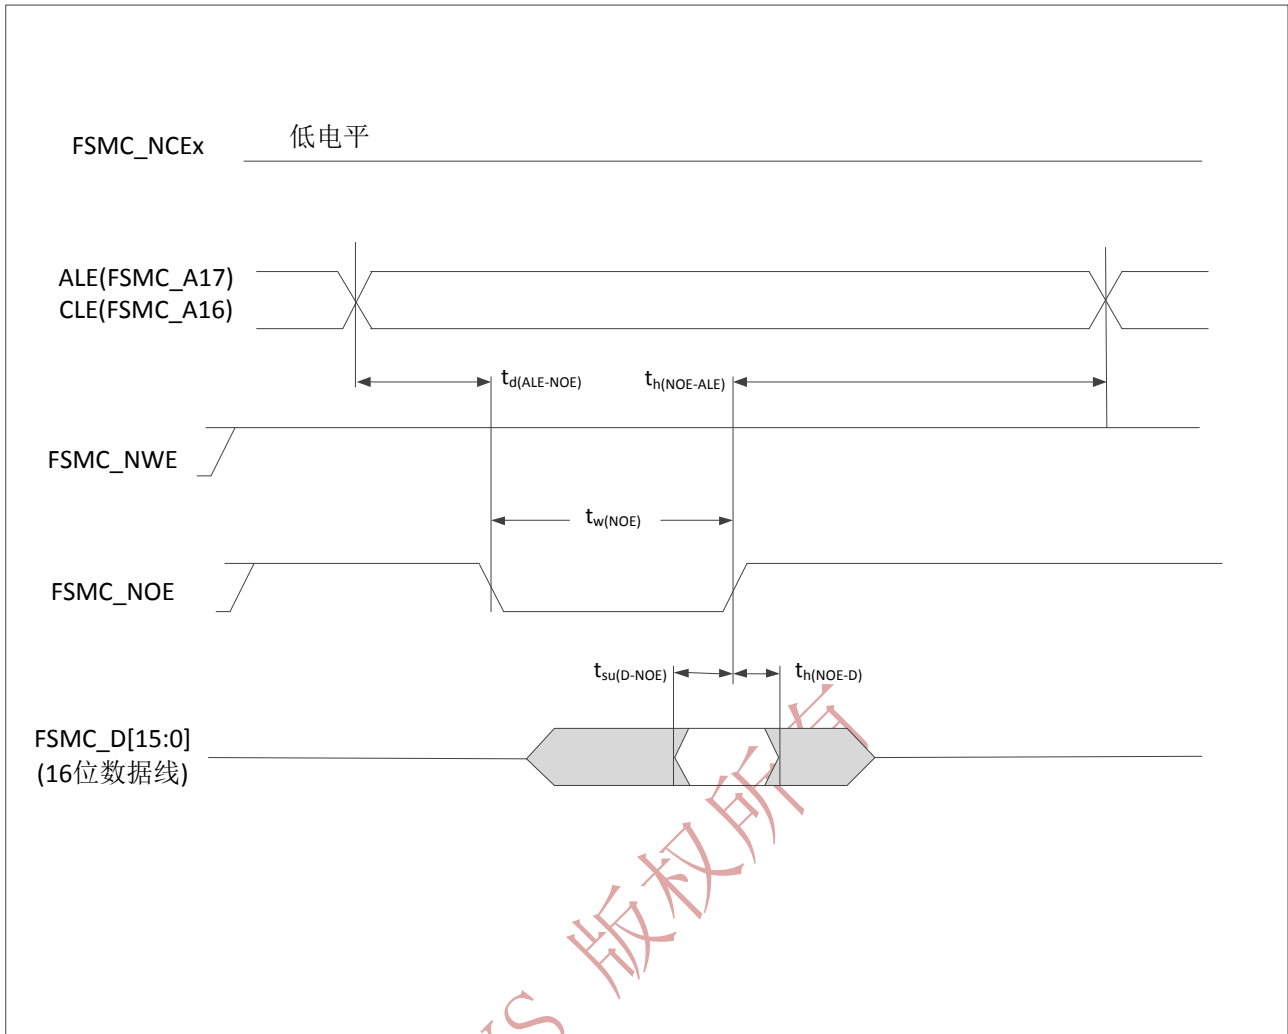 FSMC_NCEx
低电平
ALE(FSMC_A17)
CLE(FSMC_A16)
td(ALE-NOE)
th(NOE-ALE)
FSMC_NWE
tw(NOE)
FSMC_NOE
tsu(D-NOE)
th(NOE-D)
FSMC_D[15:0]
(16位数据线)
版权所有